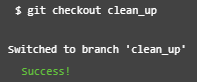 $ git checkout clean_up
Switched to branch 'clean_up'
Success!